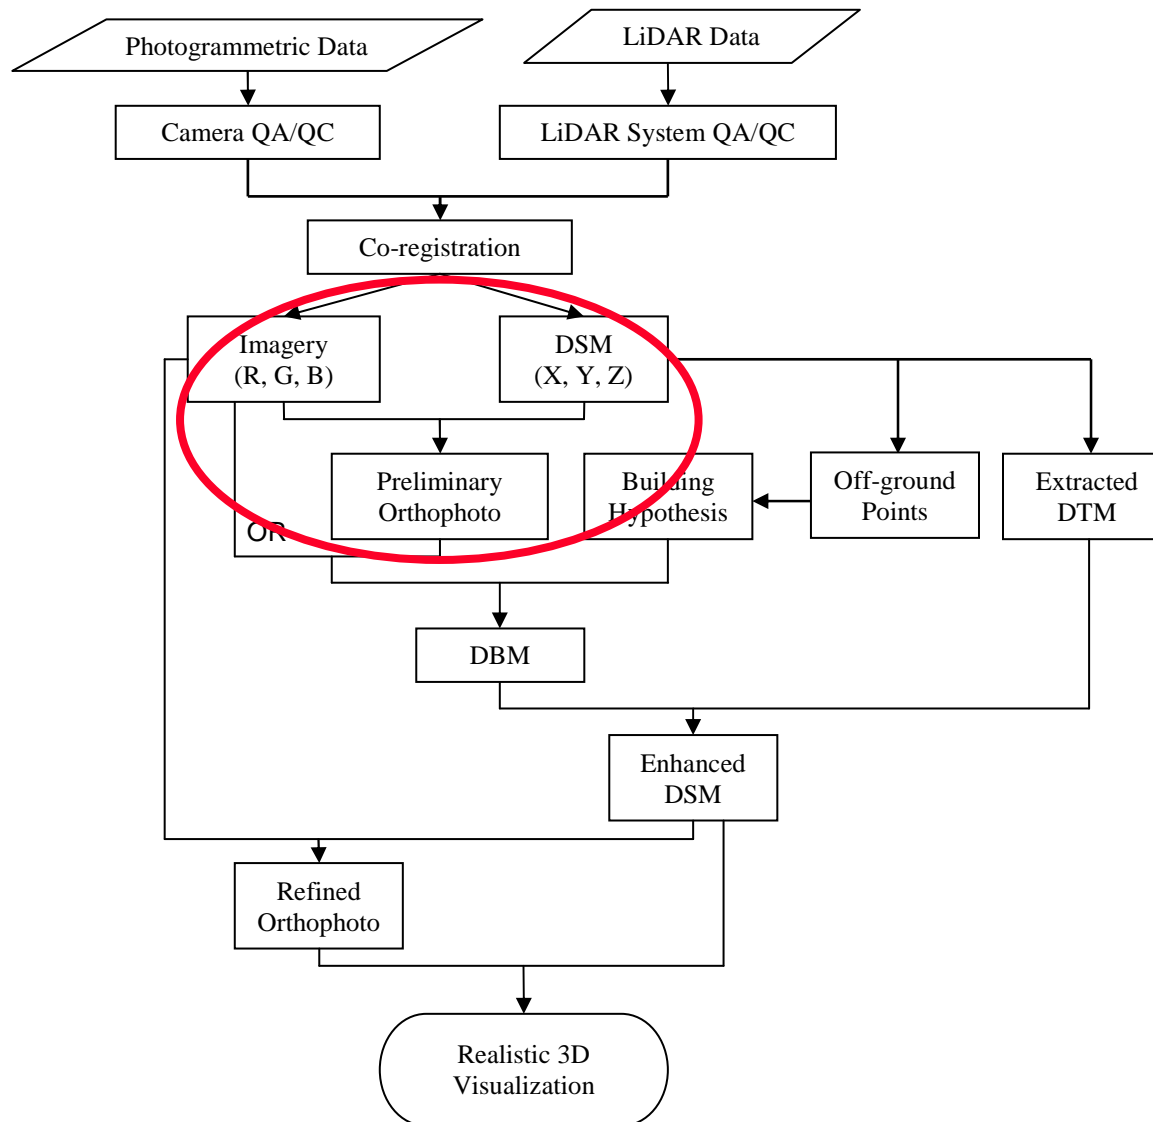 Photogrammetric Data
LiDAR Data
Camera QA/QC
LiDAR System QA/QC
Co-registration
Imagery
(R, G, B)
DSM
(X, Y, Z)
Preliminary
Orthophoto
Building
Hypothesis
Off-ground
Points
Extracted
DTM
OR
DBM
Enhanced
DSM
Refined
Orthophoto
Realistic 3D
Visualization